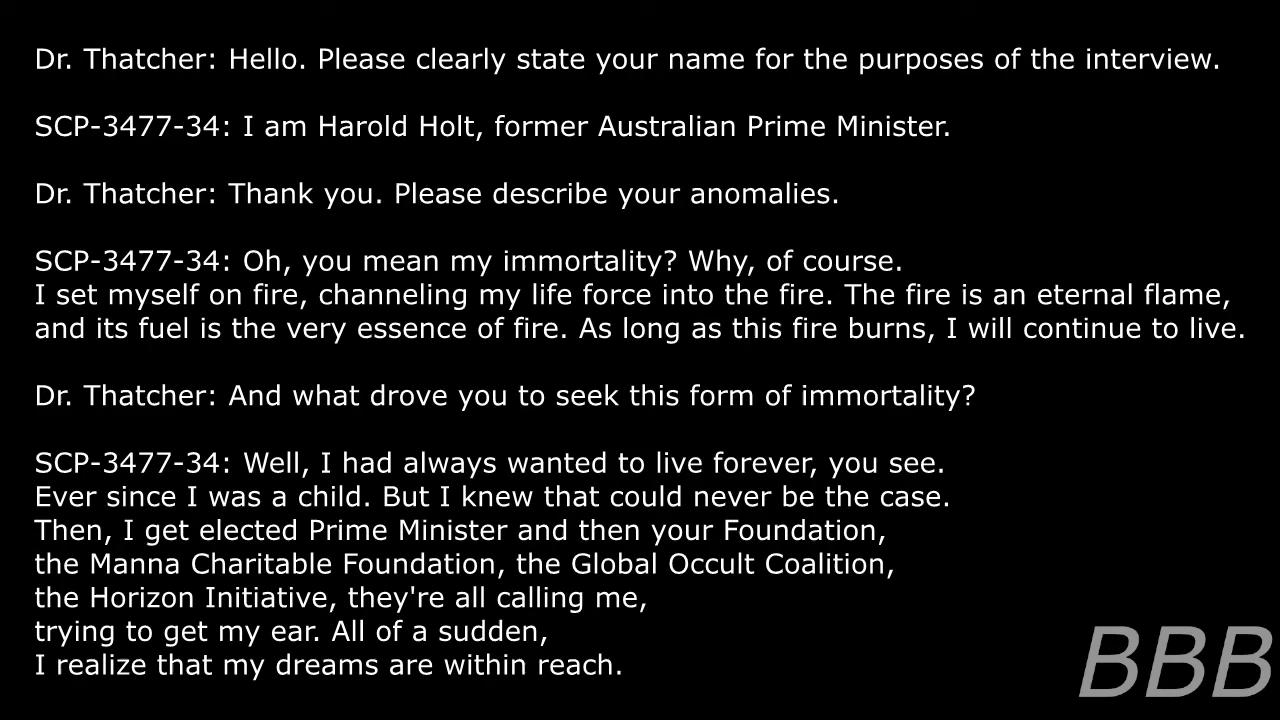 Dr. Thatcher: Hello. Please clearly state your name for the purposes of the interview.
SCP-3477-34: I am Harold Holt, former Australian Prime Minister.
Dr. Thatcher: Thank you. Please describe your anomalies.
SCP-3477-34: Oh, you mean my immortality? Why, of course.
I set myself on fire, channeling my life force into the fire. The fire is an eternal flame,
and its fuel is the very essence of fire. As long as this fire burns, I will continue to live.
Dr. Thatcher: And what drove you to seek this form of immortality?
SCP-3477-34: Well, I had always wanted to live forever, you see.
Ever since I was a child. But I knew that could never be the case.
Then, I get elected Prime Minister and then your Foundation,
the Manna Charitable Foundation, the Global Occult Coalition,
the Horizon Initiative, they're all calling me,
trying to get my ear. All of a sudden,
I realize that my dreams are within reach.
BBB